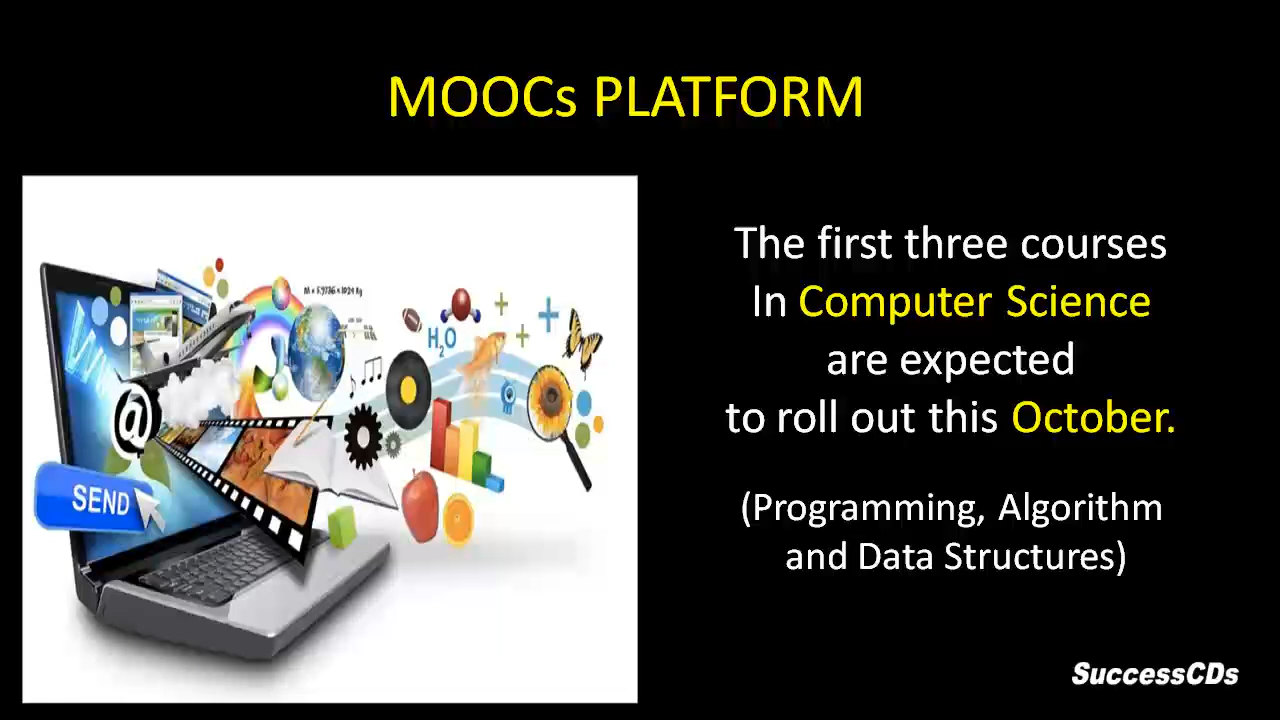 MOOCs PLATFORM
The first three courses
In Computer Science
are expected
to roll out this October.
(Programming, Algorithm
and Data Structures)
H2O
@
SEND
SuccessCDs